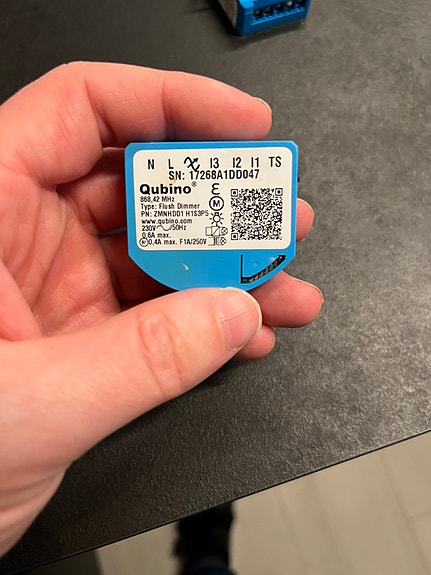 N L I3 I2 I1 TS
SN: 17268A1DD047
Qubino®
868,42 MHz
Type: Flush Dimmer
PN: ZMNHDD1 H1S3P5
www.qubino.com
230V~/50Hz
0,6A max.
M 0,4A max. F1A/250V
M